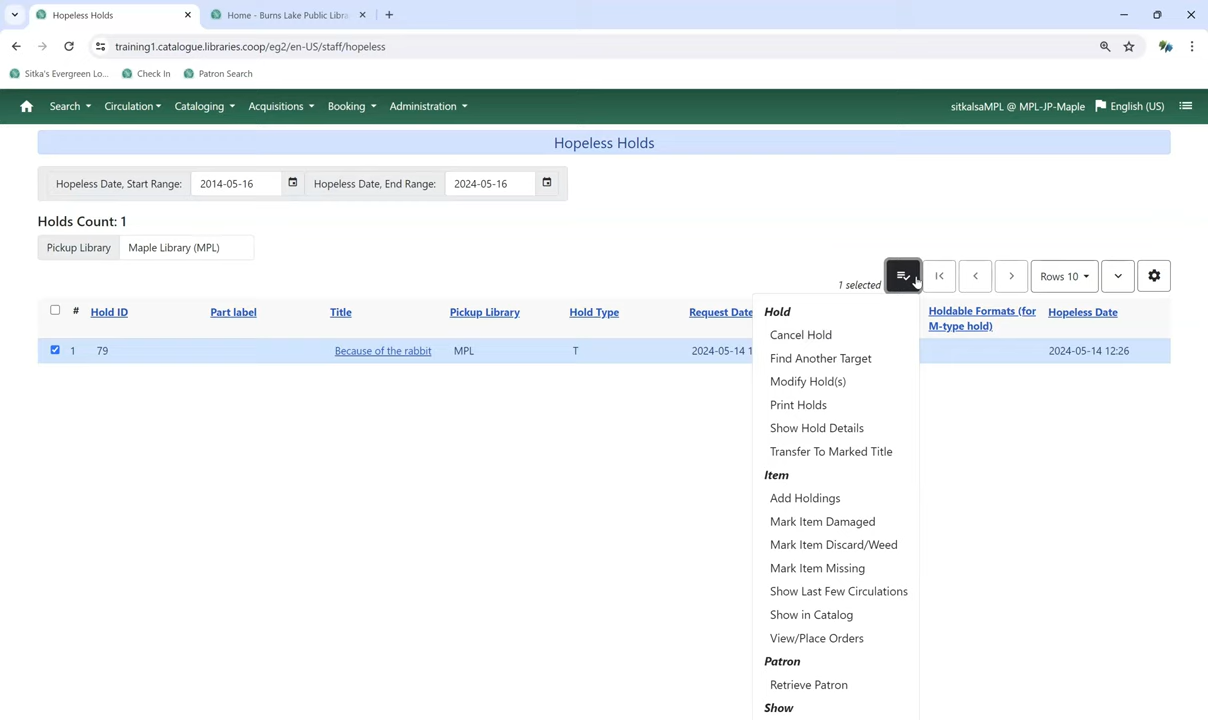 Hopeless Holds
Home - Burns Lake Public Libra
training1.catalogue.libraries.coop/eg2/en-US/staff/hopeless
Sitka's Evergreen Lo...
Check In
Patron Search
Search
Circulation
Cataloging
Acquisitions
Booking
Administration
sitkalsaMPL @ MPL-JP-Maple
English (US)
Hopeless Holds
Hopeless Date, Start Range:
2014-05-16
Hopeless Date, End Range:
2024-05-16
Holds Count: 1
Pickup Library
Maple Library (MPL)
1 selected
Rows 10
#
Hold ID
Part label
Title
Pickup Library
Hold Type
Request Date
Holdable Formats (for
M-type hold)
Hopeless Date
1
79
Because of the rabbit
MPL
T
2024-05-14 1
2024-05-14 12:26
Hold
Cancel Hold
Find Another Target
Modify Hold(s)
Print Holds
Show Hold Details
Transfer To Marked Title
Item
Add Holdings
Mark Item Damaged
Mark Item Discard/Weed
Mark Item Missing
Show Last Few Circulations
Show in Catalog
View/Place Orders
Patron
Retrieve Patron
Show